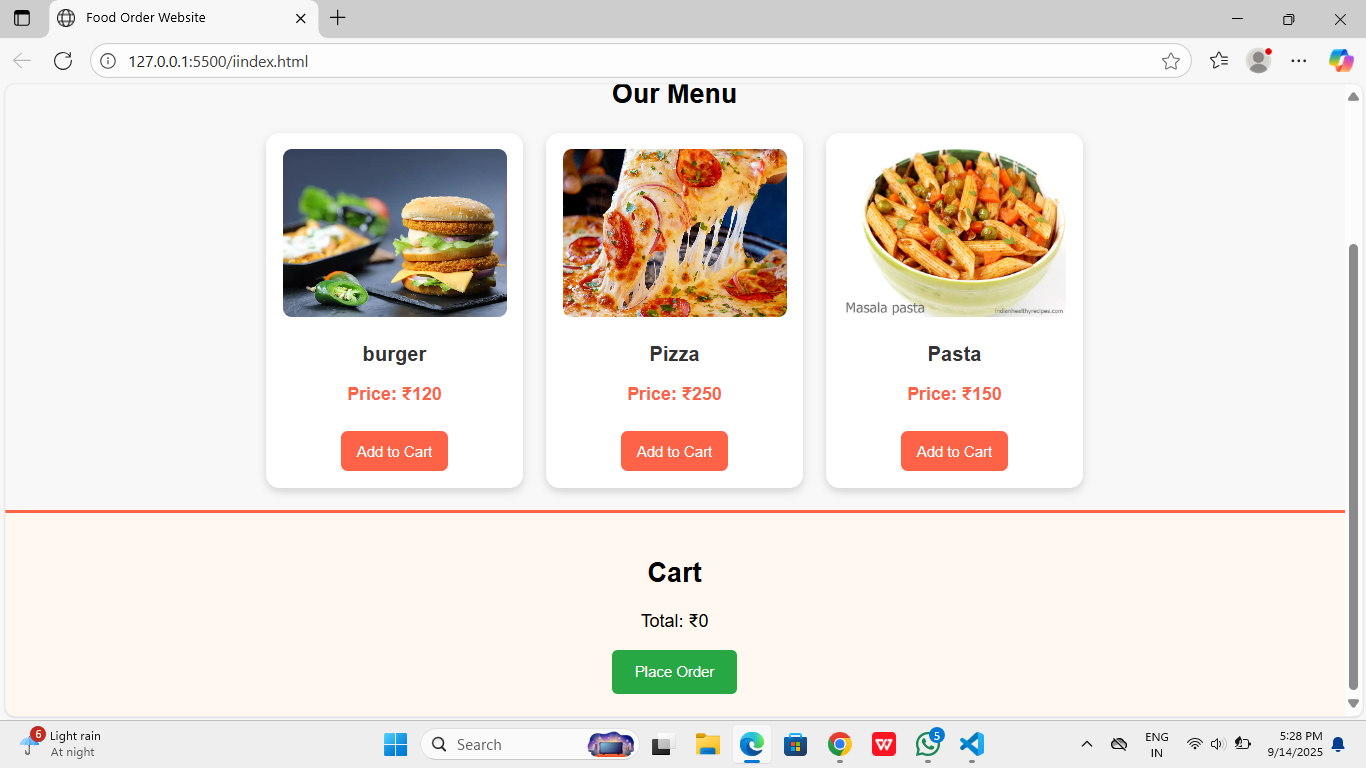 Food Order Website
127.0.0.1:5500/iindex.html
Our Menu
Masala pasta
Indianhealthyrecipes.com
burger
Pizza
Pasta
Price: ₹120
Price: ₹250
Price: ₹150
Add to Cart
Add to Cart
Add to Cart
Cart
Total: ₹0
Place Order
6
Light rain
At night
Search
W
5
ENG
IN
5:28 PM
9/14/2025